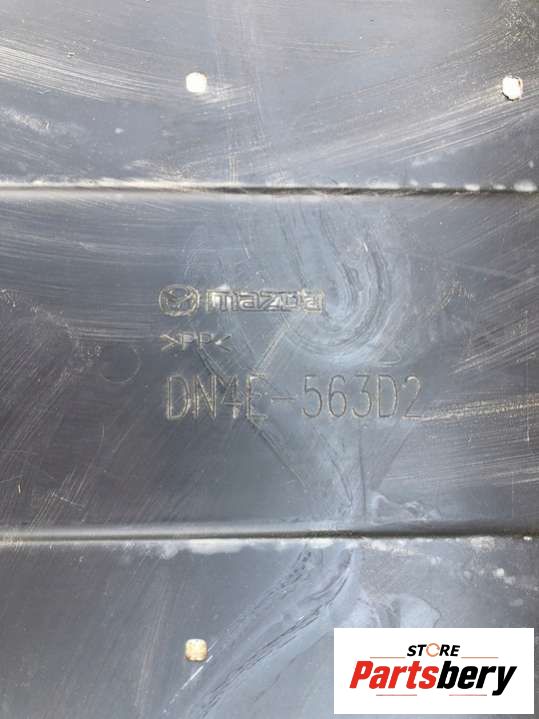 mazda
>PP<
DN4E-563D2
STORE
Partsbery